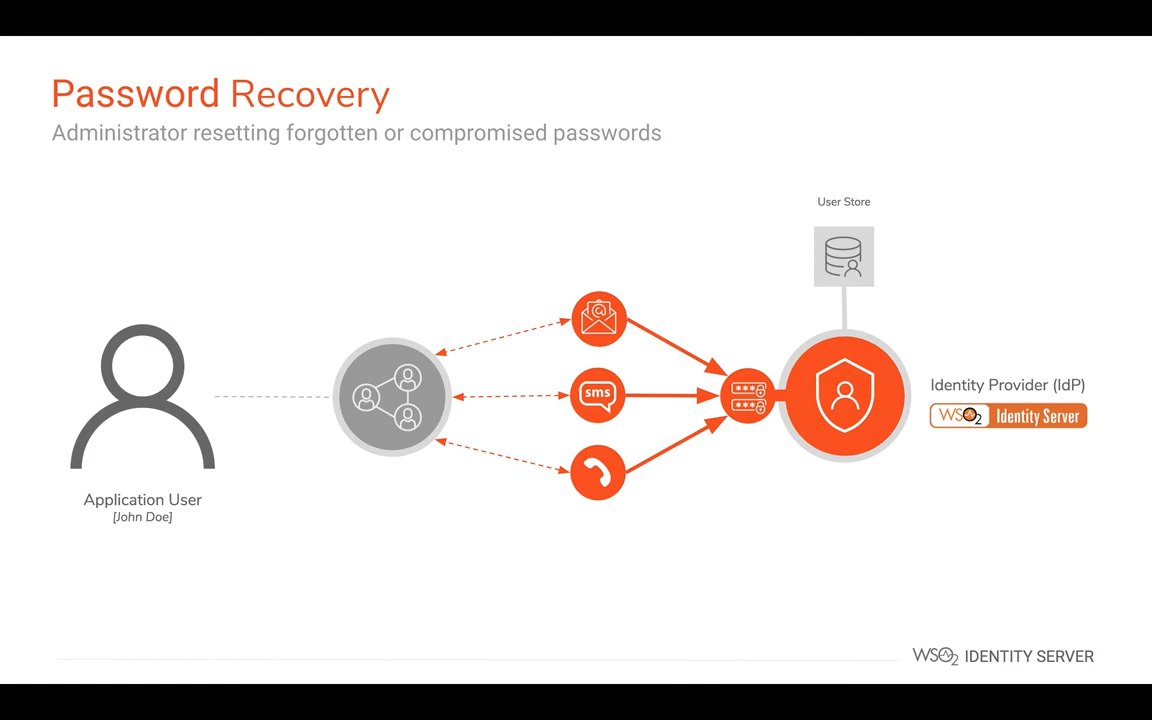 Password Recovery
Administrator resetting forgotten or compromised passwords
User Store
@
sms
***
***
Identity Provider (IdP)
WSO2 Identity Server
Application User
[John Doe]
WSO2 IDENTITY SERVER